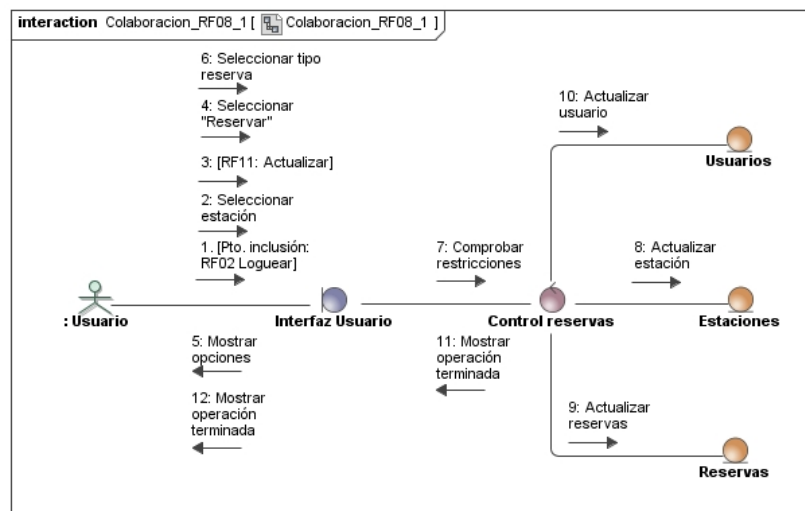 interaction Colaboracion_RF08_1 [ Colaboracion_RF08_1 ]
6: Seleccionar tipo
reserva
4: Seleccionar
"Reservar"
3: [RF11: Actualizar]
2: Seleccionar
estación
1. [Pto. inclusión:
RF02 Loguear]
: Usuario
Interfaz Usuario
5: Mostrar
opciones
12: Mostrar
operación
terminada
7: Comprobar
restricciones
Control reservas
11: Mostrar
operación
terminada
10: Actualizar
usuario
Usuarios
8: Actualizar
estación
Estaciones
9: Actualizar
reservas
Reservas